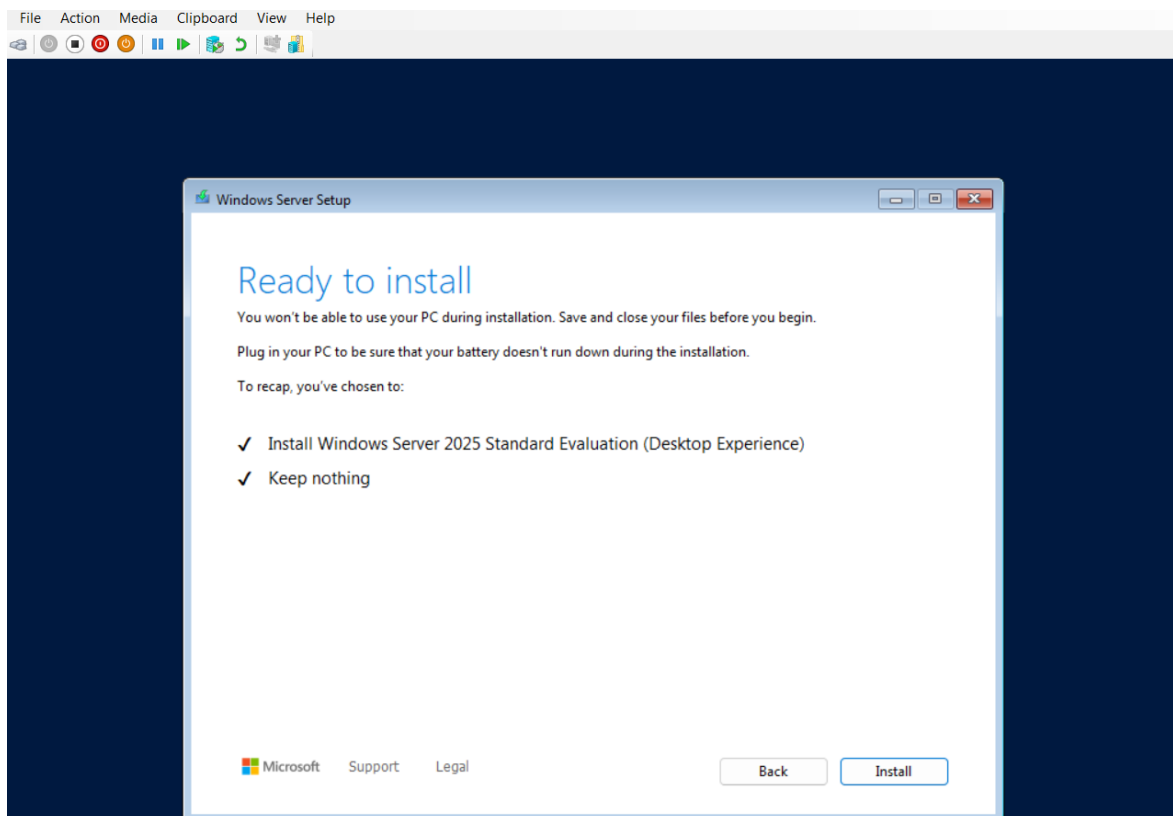 File Action Media Clipboard View Help
Windows Server Setup
Ready to install
You won't be able to use your PC during installation. Save and close your files before you begin.
Plug in your PC to be sure that your battery doesn't run down during the installation.
To recap, you've chosen to:
✓ Install Windows Server 2025 Standard Evaluation (Desktop Experience)
✓ Keep nothing
Microsoft Support Legal Back Install